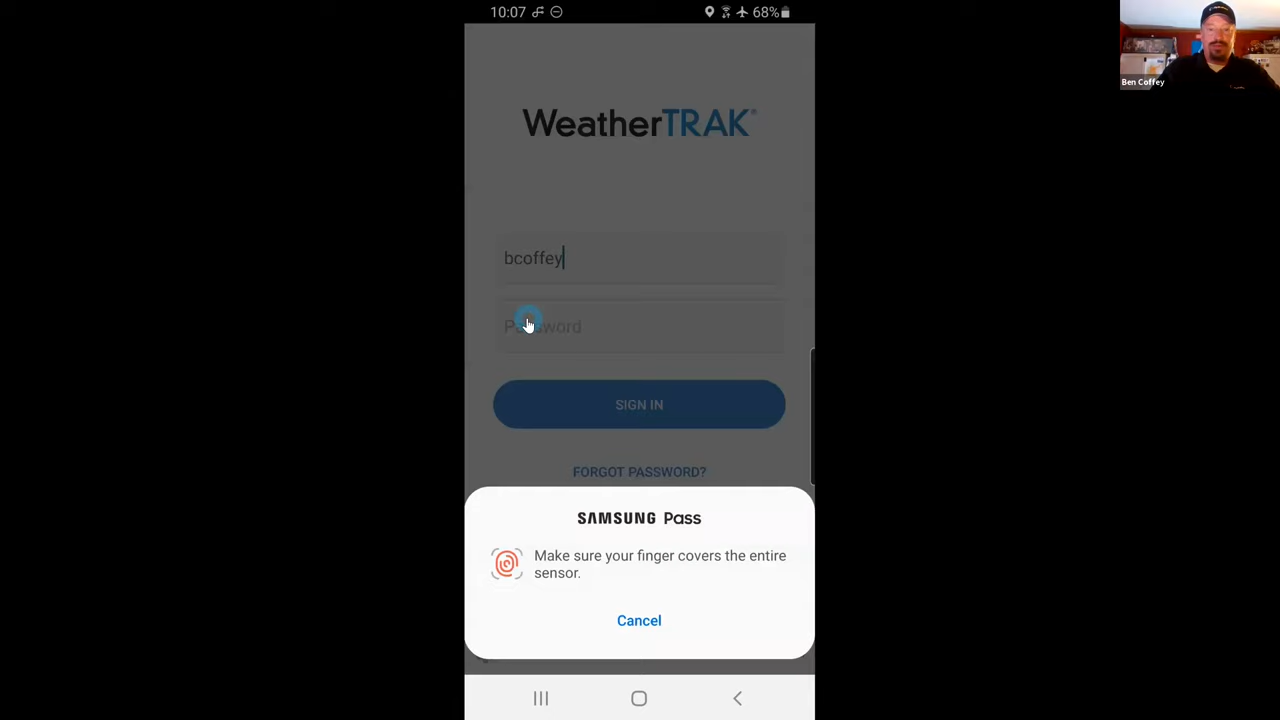 10:07
68%
WeatherTRAK®
bcoffey
Password
SIGN IN
FORGOT PASSWORD?
SAMSUNG Pass
Make sure your finger covers the entire
sensor.
Cancel
Ben Coffey